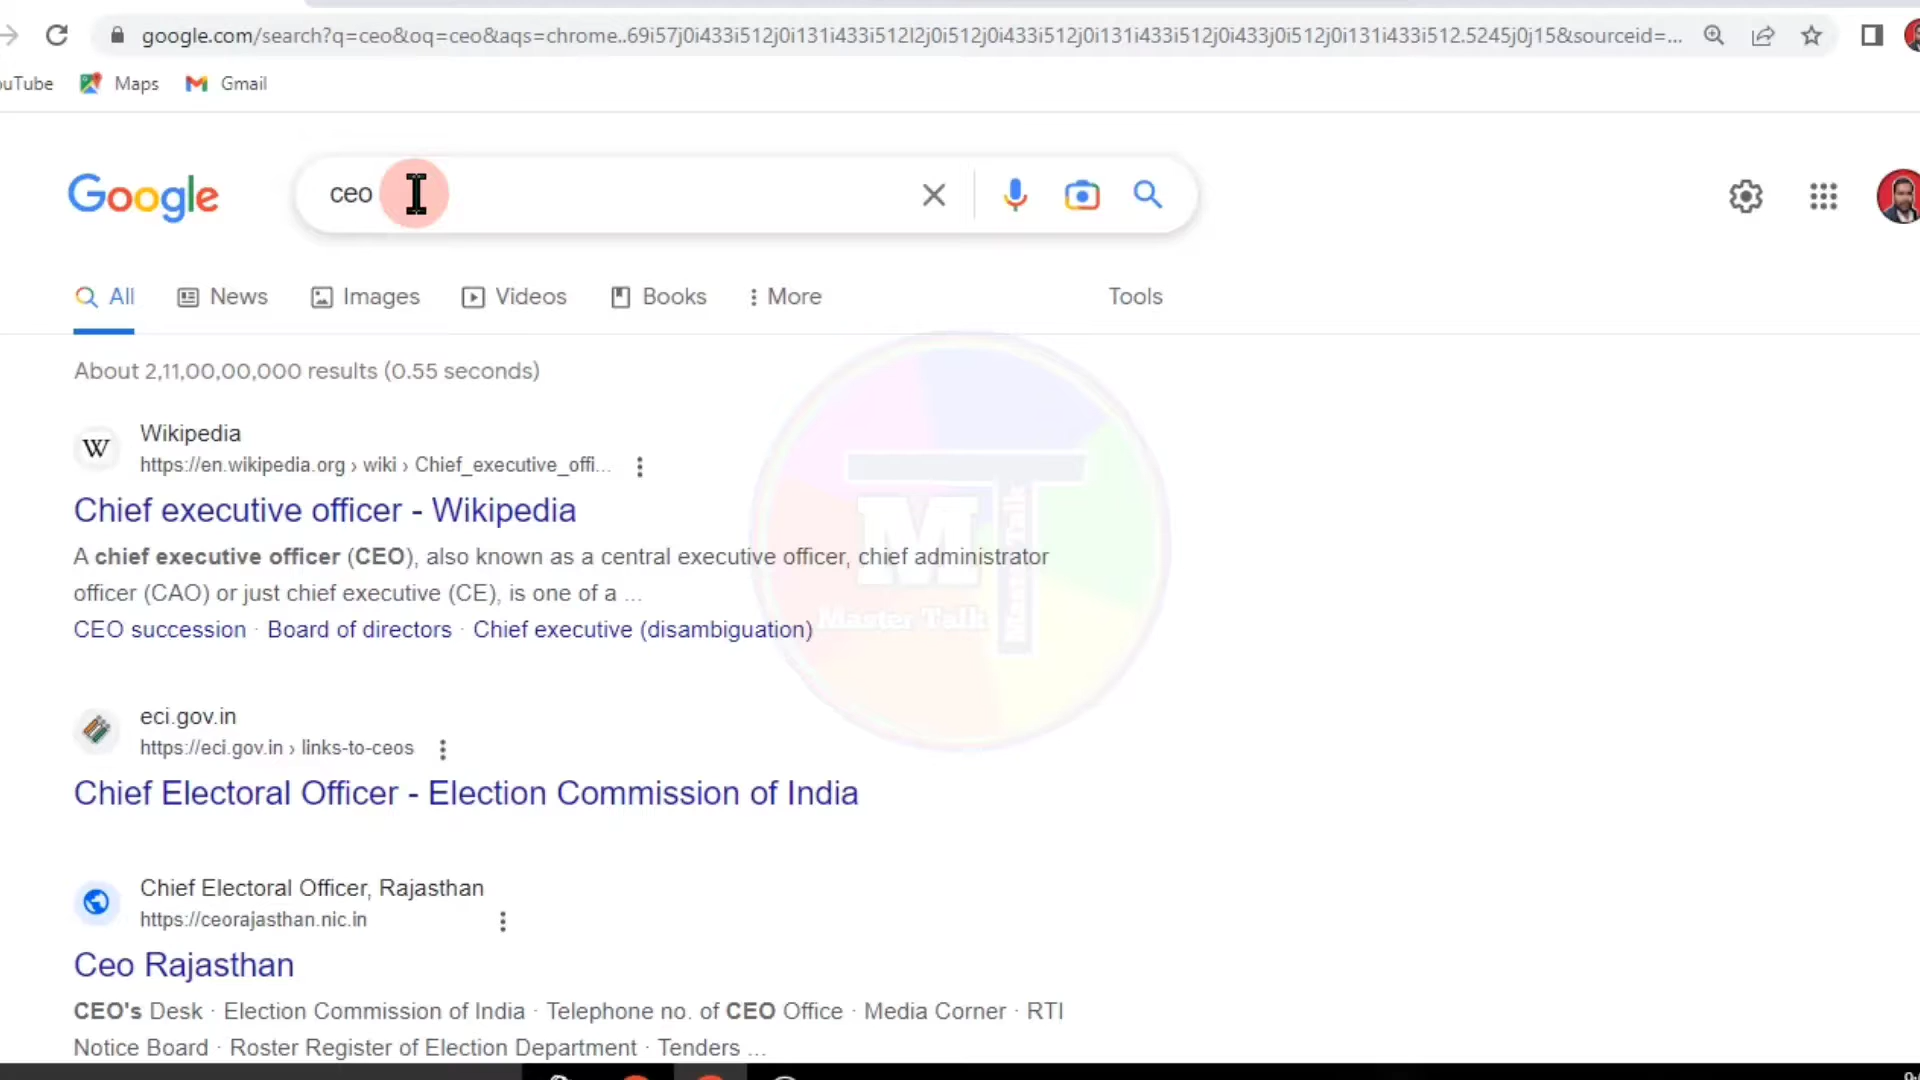 google.com/search?q=ceo&oq=ceo&aqs=chrome..69i57j0i433i512j0i131i433i512l2j0i512j0i433i512j0i131i433i512j0i433j0i512j0i131i433i512.5245j0j15&sourceid=...
ouTube Maps Gmail
Google ceo
All News Images Videos Books More Tools
About 2,11,00,00,000 results (0.55 seconds)
W Wikipedia
https://en.wikipedia.org › wiki › Chief_executive_offi...
Chief executive officer - Wikipedia
A chief executive officer (CEO), also known as a central executive officer, chief administrator
officer (CAO) or just chief executive (CE), is one of a ...
CEO succession · Board of directors · Chief executive (disambiguation)
MT
Master Talk
Master Talk
eci.gov.in
https://eci.gov.in › links-to-ceos
Chief Electoral Officer - Election Commission of India
Chief Electoral Officer, Rajasthan
https://ceorajasthan.nic.in
Ceo Rajasthan
CEO's Desk · Election Commission of India · Telephone no. of CEO Office · Media Corner · RTI
Notice Board · Roster Register of Election Department · Tenders ...